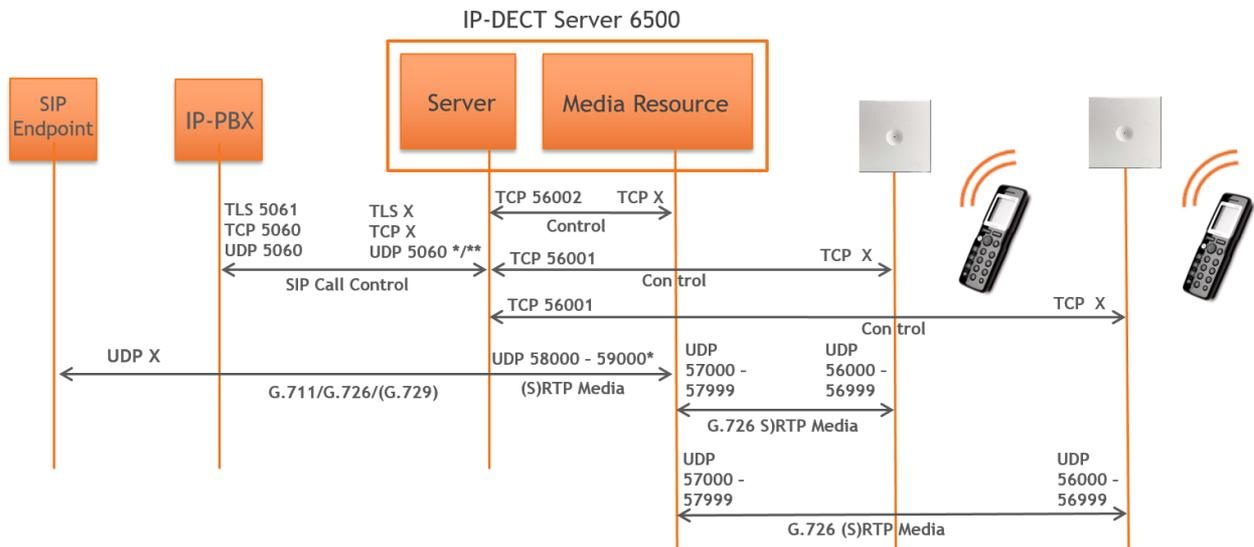 IP-DECT Server 6500
SIP
Endpoint
IP-PBX
Server
Media Resource
TCP 56002
TCP X
Control
TLS 5061
TCP 5060
UDP 5060
TLS X
TCP X
UDP 5060 */**
SIP Call Control
TCP 56001
TCP X
Control
TCP 56001
TCP X
Control
UDP X
UDP 58000 - 59000*
G.711/G.726/(G.729)
(S)RTP Media
UDP
57000 -
57999
UDP
56000 -
56999
G.726 S)RTP Media
UDP
57000 -
57999
UDP
56000 -
56999
G.726 (S)RTP Media